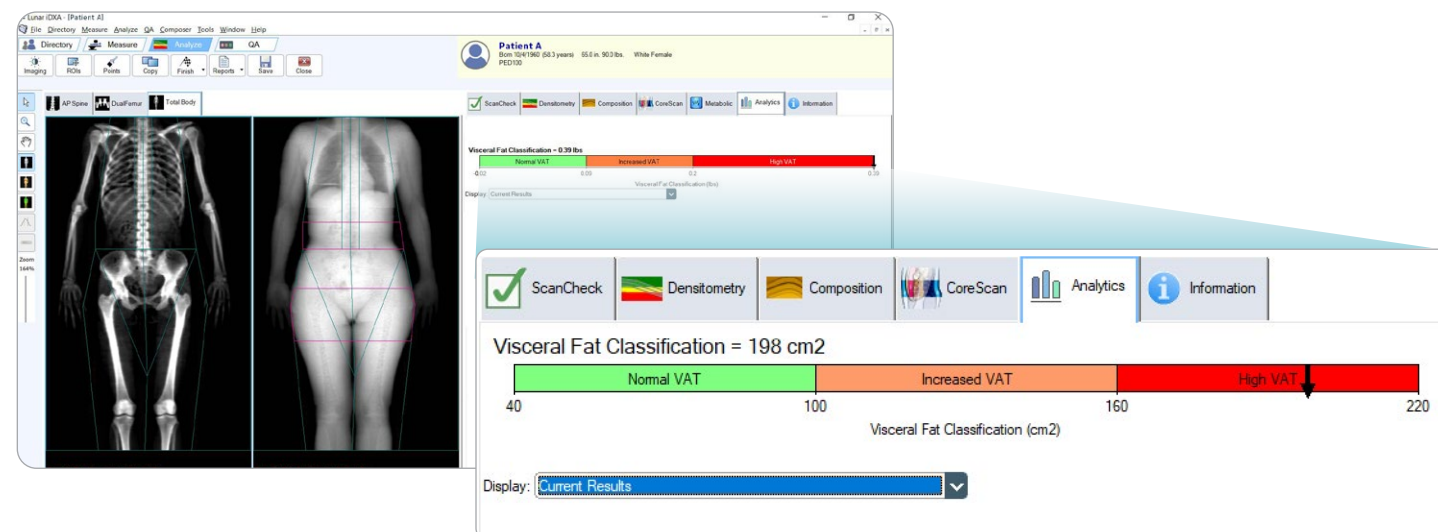 Lunar iDXA - [Patient A]
File Directory Measure Analyze QA Composer Tools Window Help
Directory Measure Analyze QA
Imaging ROIs Points Copy Finish Reports Save Close
Patient A
Born 10/4/1960 (58.3 years) 65.0 in. 90.3 lbs. White Female
PED100
AP Spine DualFemur Total Body
ScanCheck Densitometry Composition CoreScan Metabolic Analytics Information
Zoom
164%
Visceral Fat Classification = 0.39 lbs
Normal VAT Increased VAT High VAT
0.02 0.09 0.2 0.39
Visceral Fat Classification (lbs)
Display: Current Results
ScanCheck Densitometry Composition CoreScan Analytics Information
Visceral Fat Classification = 198 cm2
Normal VAT Increased VAT High VAT
40 100 160 220
Visceral Fat Classification (cm2)
Display: Current Results